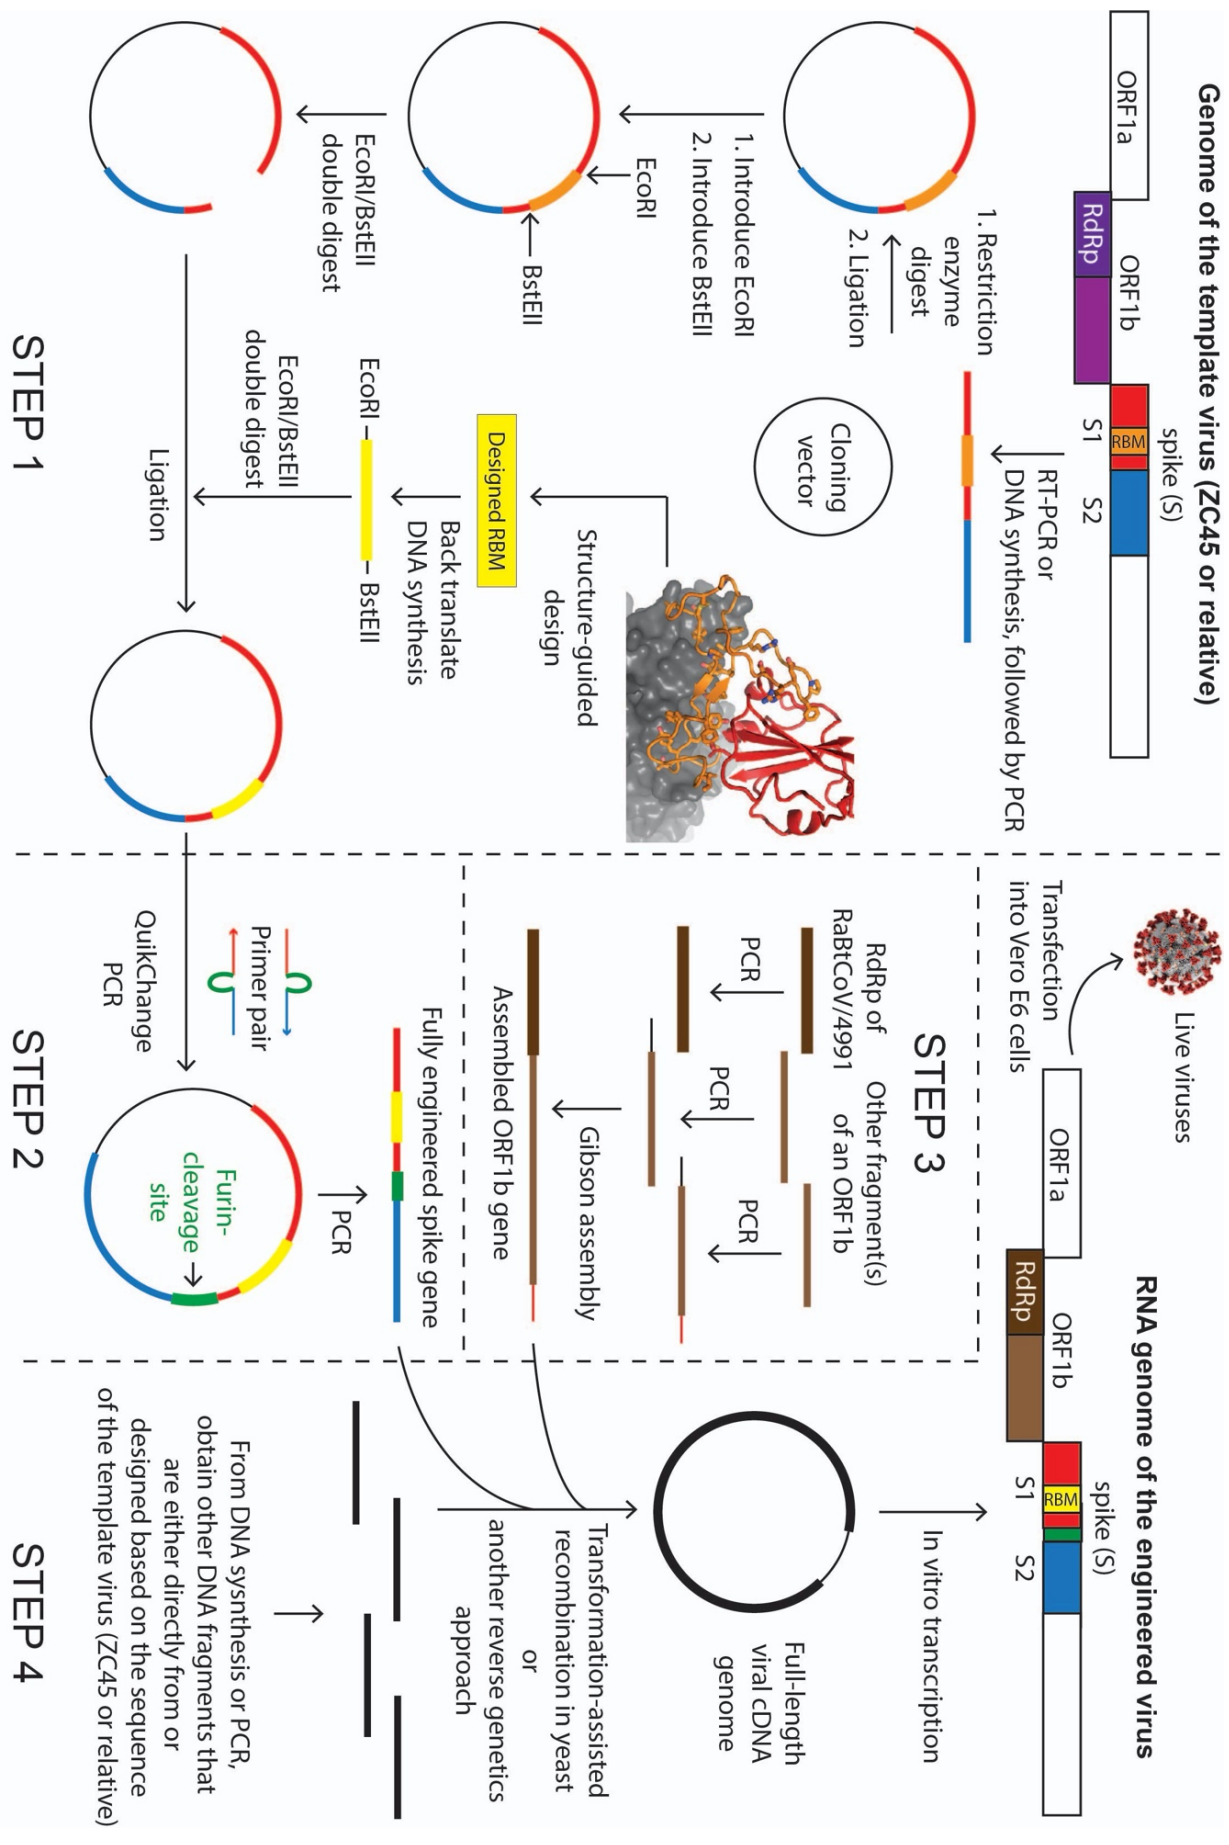 Genome of the template virus (ZC45 or relative)
spike (S)
ORF1a
ORF1b
RBM
RdRp
S1
S2
RT-PCR or
DNA synthesis, followed by PCR
1. Restriction
enzyme
digest
2. Ligation
Cloning
vector
1. Introduce EcoRI
2. Introduce BstEII
EcoRI
BstEII
Structure-guided
design
Designed RBM
Back translate
DNA synthesis
EcoRI/BstEII
double digest
EcoRI
BstEII
EcoRI/BstEII
double digest
Ligation
STEP 1
QuikChange
PCR
Primer pair
Furin-
cleavage
site
PCR
Fully engineered spike gene
STEP 2
STEP 3
RdRp of
RaBtCoV/4991
Other fragment(s)
of an ORF1b
PCR
PCR
PCR
Gibson assembly
Assembled ORF1b gene
From DNA sysnthesis or PCR,
obtain other DNA fragments that
are either directly from or
designed based on the sequence
of the template virus (ZC45 or relative)
Transformation-assisted
recombination in yeast
or
another reverse genetics
approach
Full-length
viral cDNA
genome
In vitro transcription
STEP 4
RNA genome of the engineered virus
spike (S)
ORF1a
ORF1b
RBM
RdRp
S1
S2
Live viruses
Transfection
into Vero E6 cells